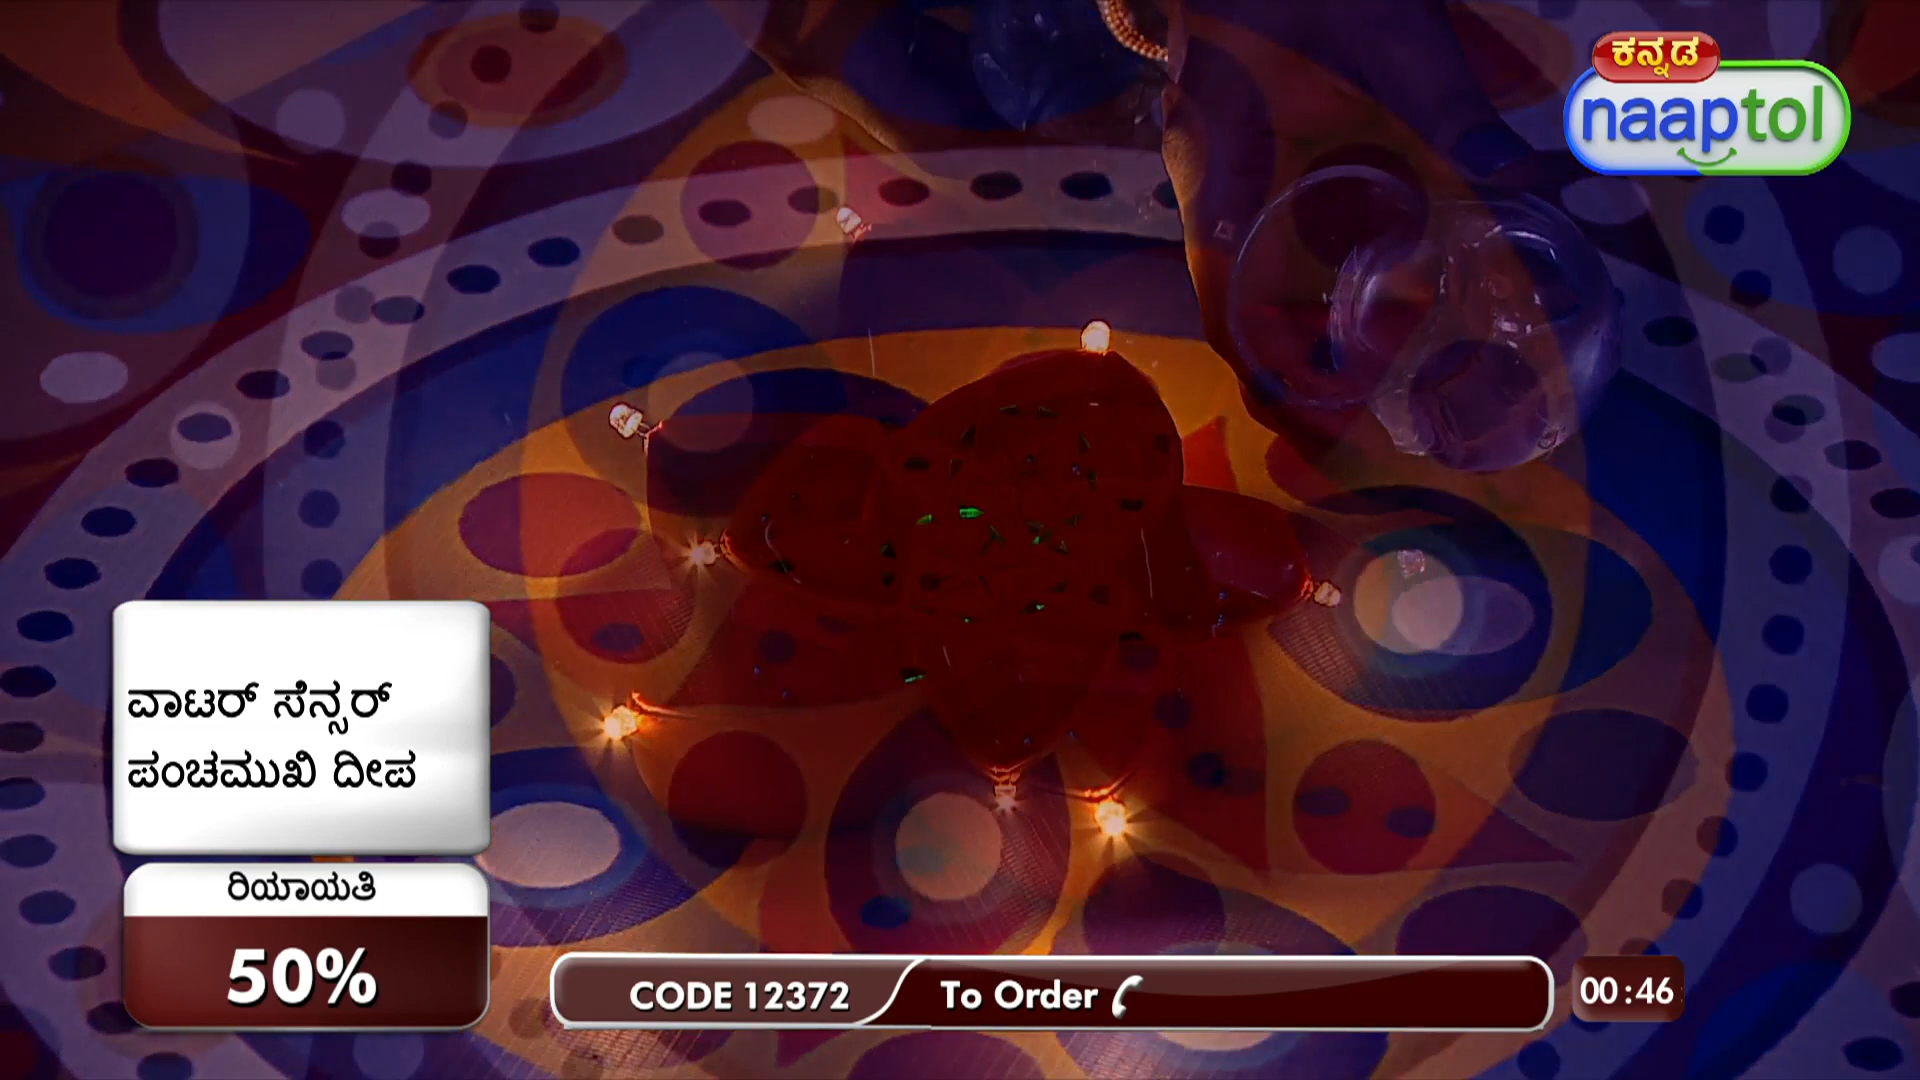 ಕನ್ನಡ
naaptol
ವಾಟರ್ ಸೆನ್ಸರ್
ಪಂಚಮುಖಿ ದೀಪ
ರಿಯಾಯತಿ
50%
CODE 12372 To Order
00:46